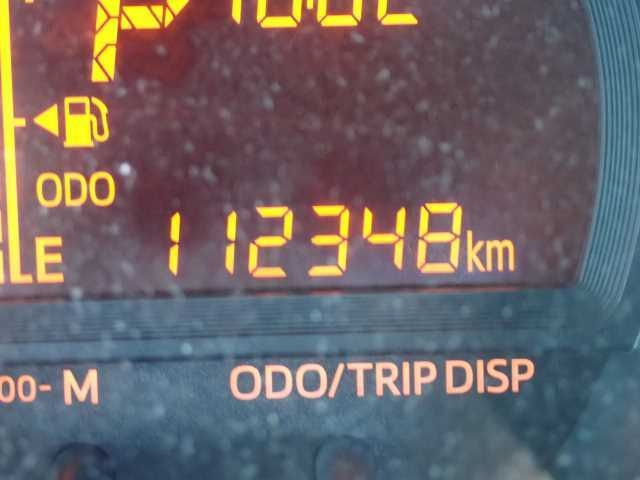 P
ODO
112348km
LE
00- M
ODO/TRIP DISP